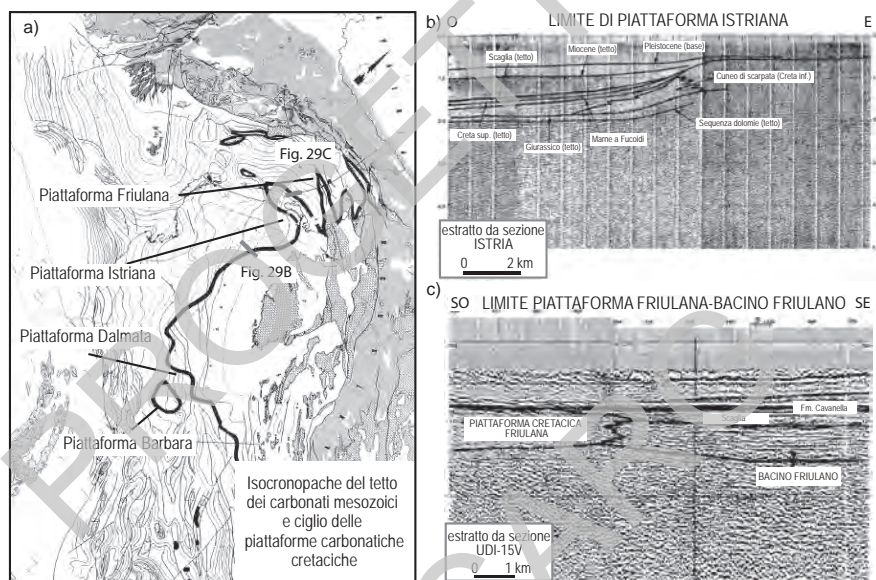 a)
Fig. 29C
Piattaforma Friulana
Piattaforma Istriana
Fig. 29B
Piattaforma Dalmata
Piattaforma Barbara
Isocronopache del tetto
dei carbonati mesozoici
e ciglio delle
piattaforme carbonatiche
cretaciche
b)
O
LIMITE DI PIATTAFORMA ISTRIANA
E
Scaglia (tetto)
Miocene (tetto)
Pleistocene (base)
Cuneo di scarpata (Creta inf.)
Creta sup. (tetto)
Giurassico (tetto)
Marne a Fucoidi
Sequenza dolomie (tetto)
estratto da sezione
ISTRIA
0 2 km
c)
SO
LIMITE PIATTAFORMA FRIULANA-BACINO FRIULANO
SE
PIATTAFORMA CRETACICA
FRIULANA
Scaglia
Fm. Cavanella
BACINO FRIULANO
estratto da sezione
UDI-15V
0 1 km